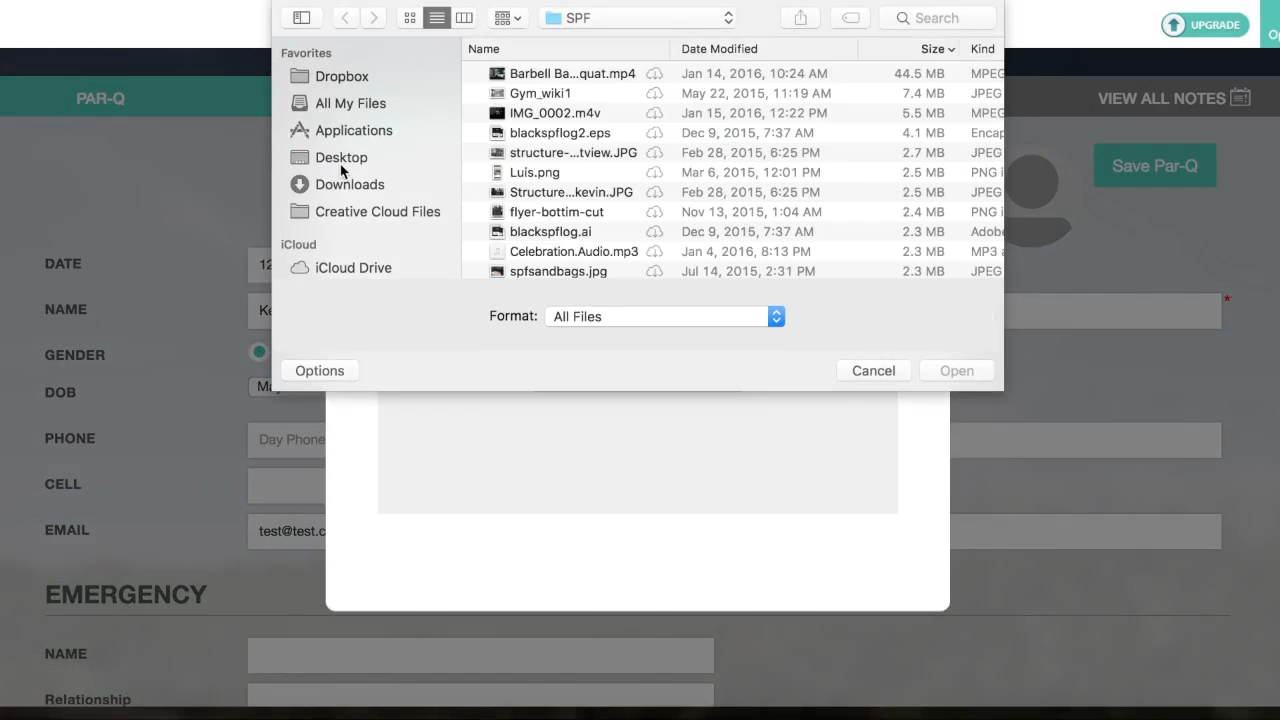 SPF
Search
UPGRADE
Op
Favorites
Dropbox
All My Files
Applications
Desktop
Downloads
Creative Cloud Files
iCloud
iCloud Drive
Name Date Modified Size Kind
Barbell Ba...quat.mp4 Jan 14, 2016, 10:24 AM 44.5 MB MPEG
Gym_wiki1 May 22, 2015, 11:19 AM 7.4 MB JPEG
IMG_0002.m4v Jan 15, 2016, 12:22 PM 5.5 MB MPEG
blackspflog2.eps Dec 9, 2015, 7:37 AM 4.1 MB Encap
structure-...tview.JPG Feb 28, 2015, 6:25 PM 2.7 MB JPEG
Luis.png Mar 6, 2015, 12:01 PM 2.5 MB PNG i
Structure...kevin.JPG Feb 28, 2015, 6:25 PM 2.5 MB JPEG
flyer-bottim-cut Nov 13, 2015, 1:04 AM 2.4 MB PNG i
blackspflog.ai Dec 9, 2015, 7:37 AM 2.3 MB Adobe
Celebration.Audio.mp3 Jan 4, 2016, 8:13 PM 2.3 MB MP3 a
spfsandbags.jpg Jul 14, 2015, 2:31 PM 2.3 MB JPEG
Format: All Files
Options Cancel Open
PAR-Q
VIEW ALL NOTES
Save Par-Q
DATE 12
NAME Ke *
GENDER
DOB Ma
PHONE Day Phone
CELL
EMAIL test@test.c
EMERGENCY
NAME
Relationship